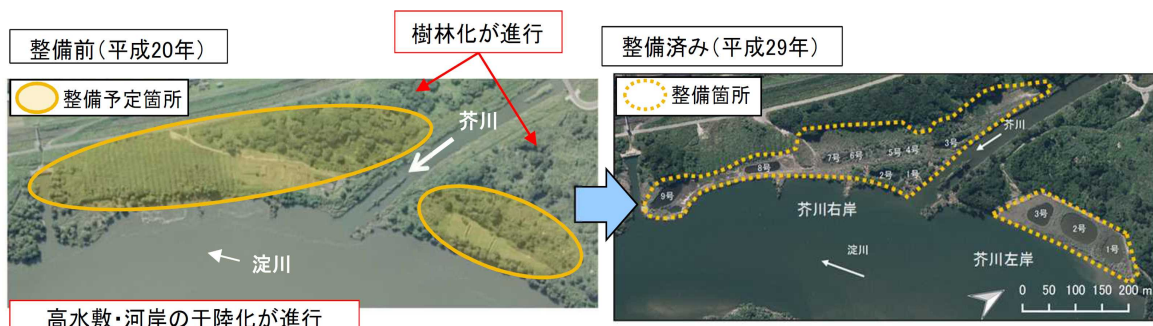 整備前(平成20年)
樹林化が進行
整備予定箇所
芥川
淀川
高水敷・河岸の干陸化が進行
整備済み(平成29年)
整備箇所
芥川
3号
4号
5号
6号
7号
8号
9号
2号
1号
芥川右岸
淀川
3号
2号
1号
芥川左岸
0 50 100 150 200 m